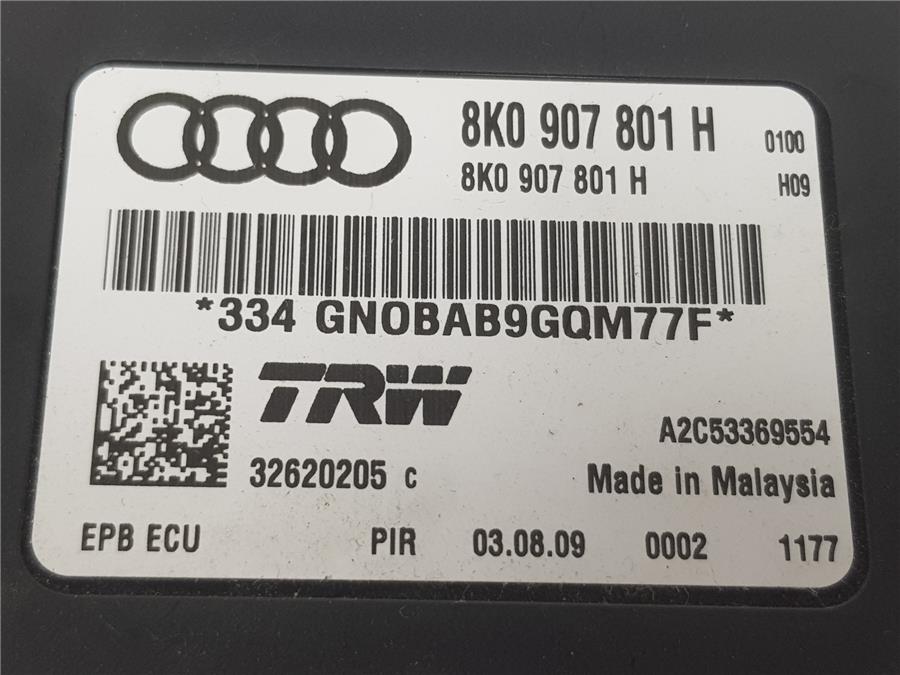 8K0 907 801 H 0100
8K0 907 801 H H09
*334 GN0BAB9GQM77F*
TRW
A2C53369554
32620205 C Made in Malaysia
EPB ECU PIR 03.08.09 0002 1177